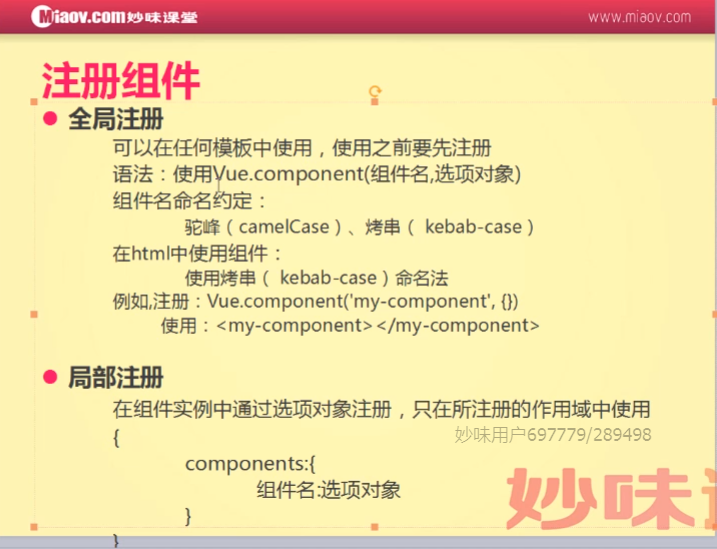 Miaov.com妙味课堂
www.miaov.com
注册组件
全局注册
可以在任何模板中使用，使用之前要先注册
语法：使用Vue.component(组件名,选项对象)
组件名命名约定：
驼峰（camelCase）、烤串（ kebab-case）
在html中使用组件：
使用烤串（ kebab-case）命名法
例如,注册：Vue.component('my-component', {})
使用：<my-component></my-component>
局部注册
在组件实例中通过选项对象注册，只在所注册的作用域中使用
{
妙味用户697779/289498
components:{
组件名:选项对象
}
妙味
}